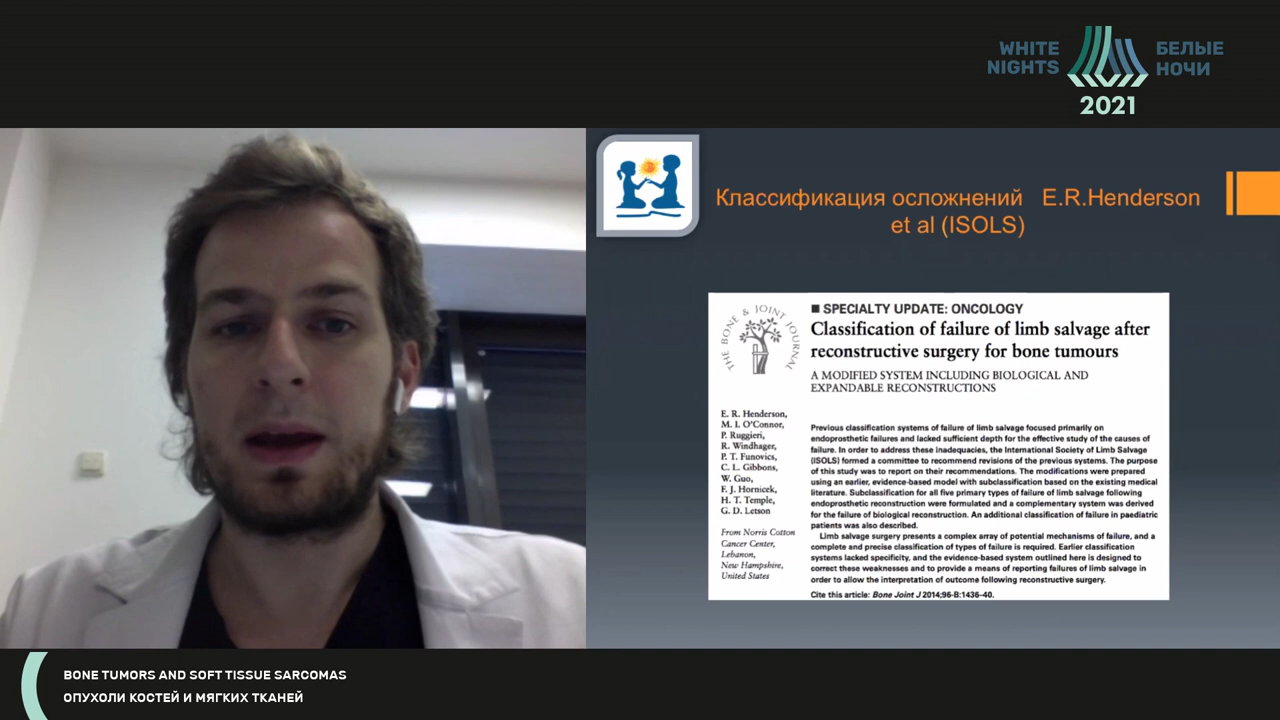 WHITE
NIGHTS
БЕЛЫЕ
НОЧИ
2021
Классификация осложнений E.R.Henderson
et al (ISOLS)
THE BONE & JOINT JOURNAL
■ SPECIALTY UPDATE: ONCOLOGY
Classification of failure of limb salvage after
reconstructive surgery for bone tumours
A MODIFIED SYSTEM INCLUDING BIOLOGICAL AND
EXPANDABLE RECONSTRUCTIONS
E. R. Henderson,
M. I. O’Connor,
P. Ruggieri,
R. Windhager,
P. T. Funovics,
C. L. Gibbons,
W. Guo,
F. J. Hornicek,
H. T. Temple,
G. D. Letson
From Norris Cotton
Cancer Center,
Lebanon,
New Hampshire,
United States
Previous classification systems of failure of limb salvage focused primarily on
endoprosthetic failures and lacked sufficient depth for the effective study of the causes of
failure. In order to address these inadequacies, the International Society of Limb Salvage
(ISOLS) formed a committee to recommend revisions of the previous systems. The purpose
of this study was to report on their recommendations. The modifications were prepared
using an earlier, evidence-based model with subclassification based on the existing medical
literature. Subclassification for all five primary types of failure of limb salvage following
endoprosthetic reconstruction were formulated and a complementary system was derived
for the failure of biological reconstruction. An additional classification of failure in paediatric
patients was also described.
Limb salvage surgery presents a complex array of potential mechanisms of failure, and a
complete and precise classification of types of failure is required. Earlier classification
systems lacked specificity, and the evidence-based system outlined here is designed to
correct these weaknesses and to provide a means of reporting failures of limb salvage in
order to allow the interpretation of outcome following reconstructive surgery.
Cite this article: Bone Joint J 2014;96-B:1436–40.
BONE TUMORS AND SOFT TISSUE SARCOMAS
ОПУХОЛИ КОСТЕЙ И МЯГКИХ ТКАНЕЙ